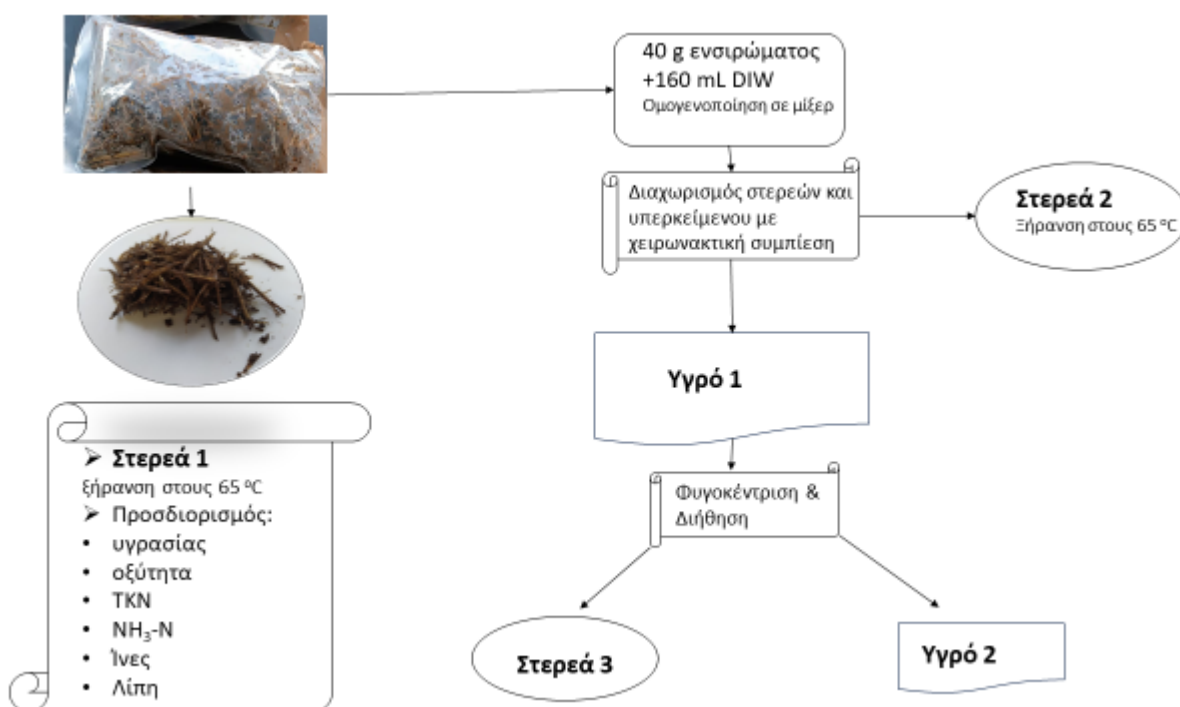 40 g ενσιρώματος
+160 mL DIW
Ομογενοποίηση σε μίξερ
Διαχωρισμός στερεών και
υπερκείμενου με
χειρωνακτική συμπίεση
Στερεά 2
Ξήρανση στους 65 ºC
Υγρό 1
Φυγοκέντριση &
Διήθηση
Στερεά 3
Υγρό 2
➢ Στερεά 1
ξήρανση στους 65 ºC
➢ Προσδιορισμός:
• υγρασίας
• οξύτητα
• TKN
• NH₃-N
• Ίνες
• Λίπη